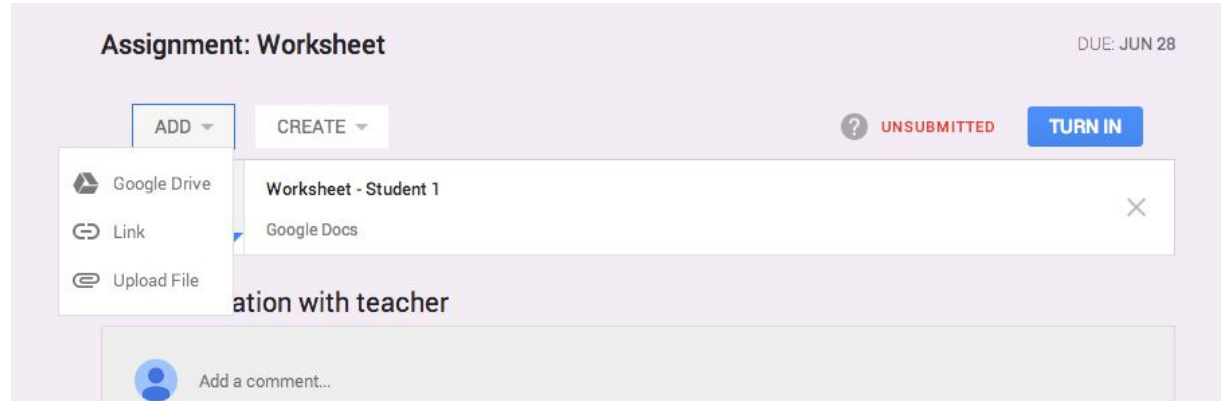 Assignment: Worksheet
DUE: JUN 28
ADD
CREATE
? UNSUBMITTED
TURN IN
Google Drive
Link
Upload File
Worksheet - Student 1
Google Docs
ation with teacher
Add a comment...